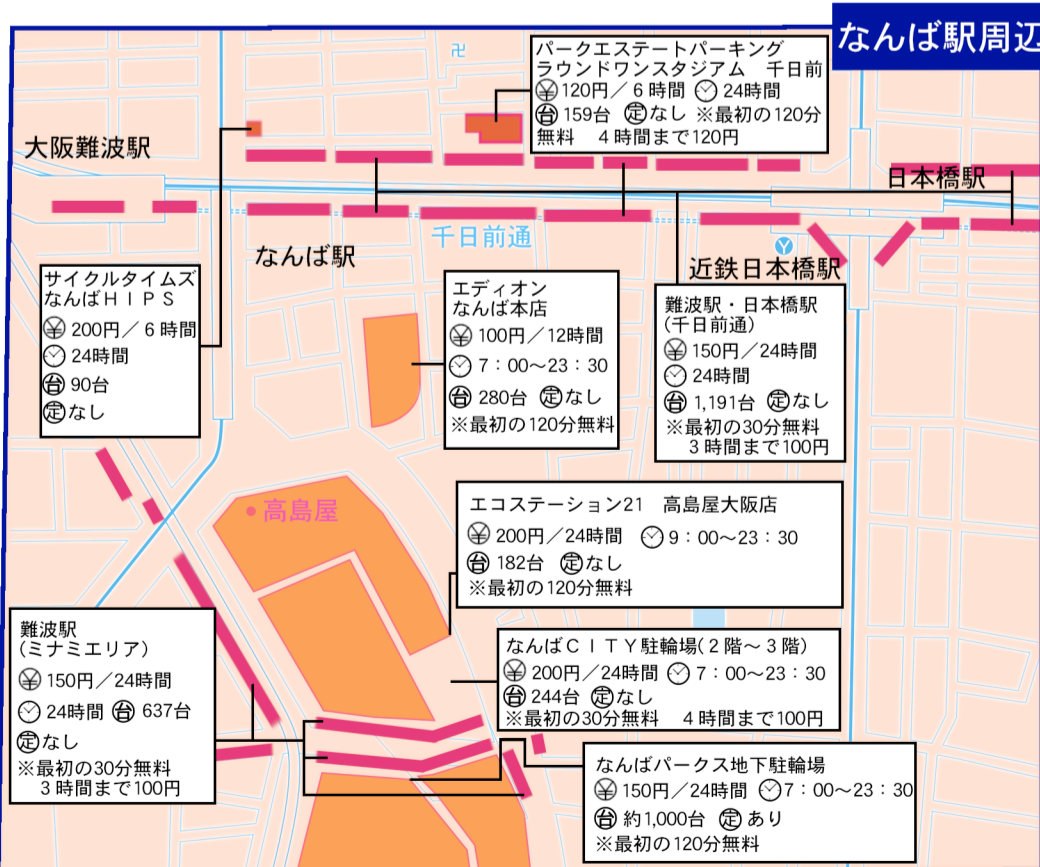 なんば駅周辺
パークエステートパーキング
ラウンドワンスタジアム　千日前
¥ 120円／6時間 24時間
台 159台 定 なし ※最初の120分
無料　4時間まで120円
大阪難波駅
日本橋駅
千日前通
なんば駅
近鉄日本橋駅
サイクルタイムズ
なんばＨＩＰＳ
¥ 200円／6時間
24時間
台 90台
定 なし
エディオン
なんば本店
¥ 100円／12時間
7：00〜23：30
台 280台 定 なし
※最初の120分無料
難波駅・日本橋駅
(千日前通)
¥ 150円／24時間
24時間
台 1,191台 定 なし
※最初の30分無料
3時間まで100円
高島屋
エコステーション21　高島屋大阪店
¥ 200円／24時間 9：00〜23：30
台 182台 定 なし
※最初の120分無料
難波駅
(ミナミエリア)
¥ 150円／24時間
24時間 台 637台
定 なし
※最初の30分無料
3時間まで100円
なんばＣＩＴＹ駐輪場(2階〜3階)
¥ 200円／24時間 7：00〜23：30
台 244台 定 なし
※最初の30分無料　4時間まで100円
なんばパークス地下駐輪場
¥ 150円／24時間 7：00〜23：30
台 約1,000台 定 あり
※最初の120分無料